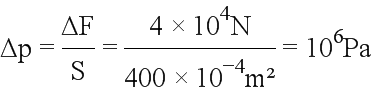 Δp = ΔF / S = 4 × 10⁴N / 400 × 10⁻⁴m² = 10⁶Pa